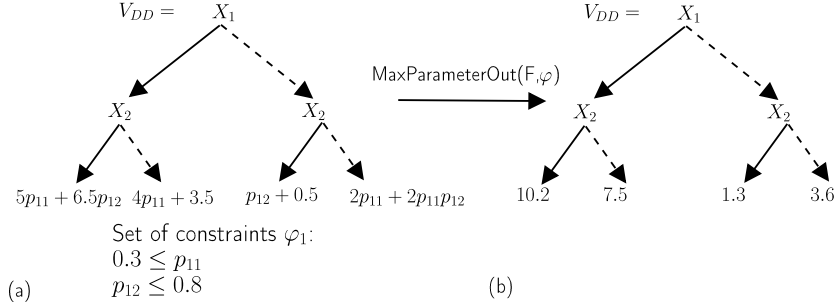 V_DD = X_1
V_DD = X_1
MaxParameterOut(F,φ)
X_2 X_2
X_2 X_2
5p_11 + 6.5p_12 4p_11 + 3.5 p_12 + 0.5 2p_11 + 2p_11p_12
10.2 7.5 1.3 3.6
Set of constraints φ_1:
0.3 ≤ p_11
p_12 ≤ 0.8
(a)
(b)